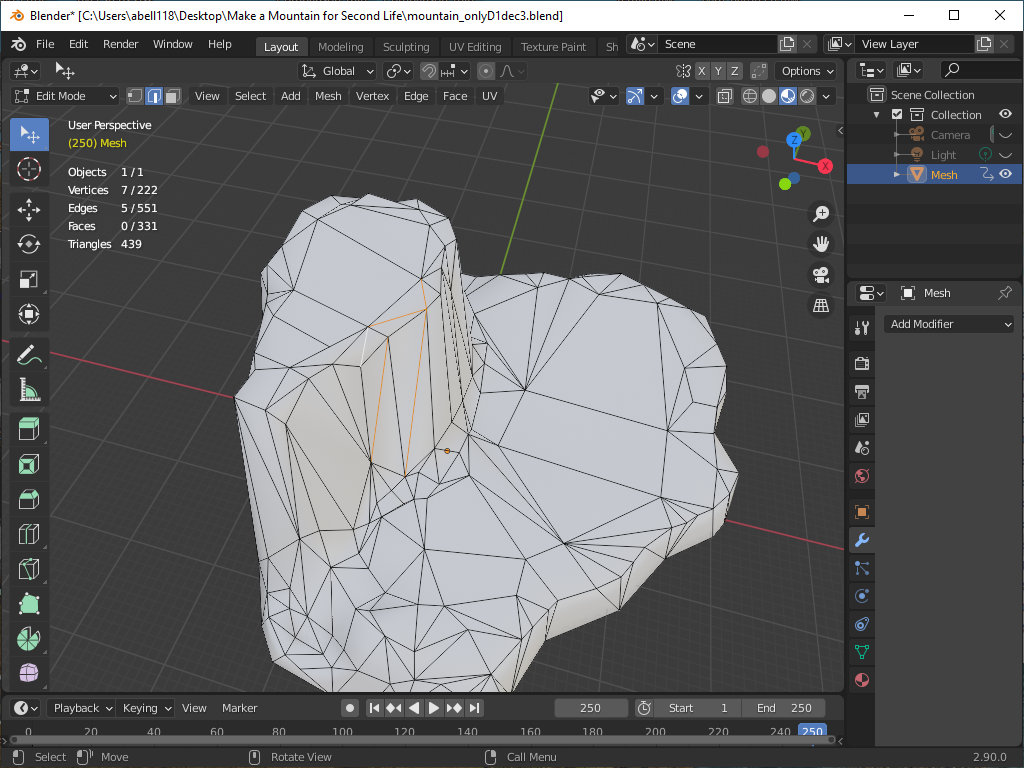 Blender* [C:\Users\abell118\Desktop\Make a Mountain for Second Life\mountain_onlyD1dec3.blend]
File Edit Render Window Help Layout Modeling Sculpting UV Editing Texture Paint Sh Scene View Layer
Global X Y Z Options
Edit Mode View Select Add Mesh Vertex Edge Face UV
User Perspective
(250) Mesh
Objects 1/1
Vertices 7/222
Edges 5/551
Faces 0/331
Triangles 439
Z Y X
Scene Collection
Collection
Camera
Light
Mesh
Mesh
Add Modifier
Playback Keying View Marker 250 Start 1 End 250
0 20 40 60 80 100 120 140 160 180 200 220 240 250
Select Move Rotate View Call Menu 2.90.0